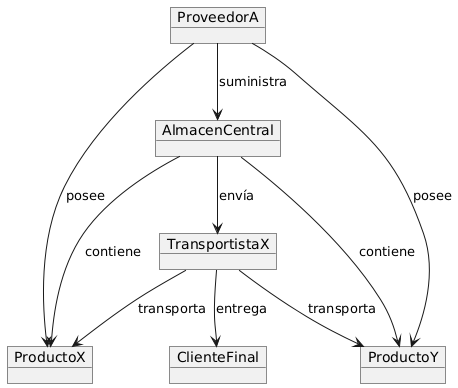 ProveedorA
suministra
AlmacenCentral
posee
envía
posee
contiene
contiene
TransportistaX
transporta
entrega
transporta
ProductoX
ClienteFinal
ProductoY